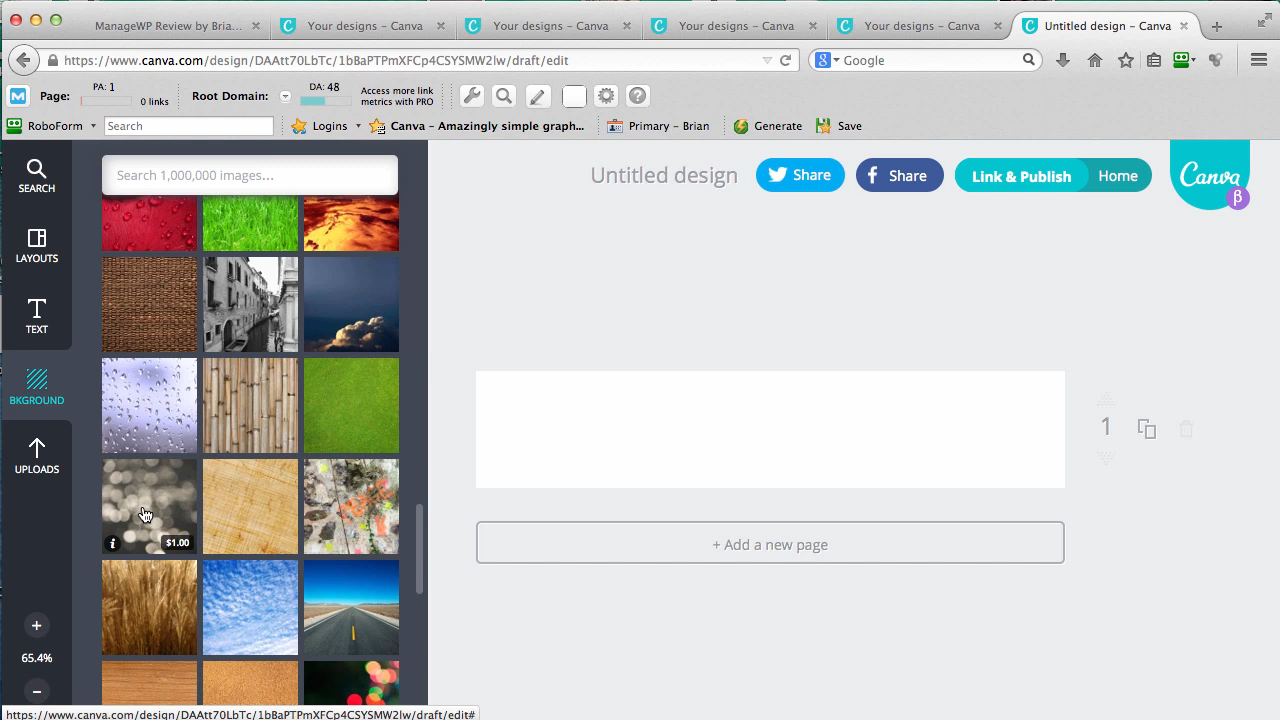 ManageWP Review by Bria...
Your designs – Canva
Your designs – Canva
Your designs – Canva
Your designs – Canva
Untitled design – Canva
https://www.canva.com/design/DAAtt70LbTc/1bBaPTPmXFCp4CSYSMW2lw/draft/edit
Google
Page:
PA: 1
0 links
Root Domain:
DA: 48
Access more link
metrics with PRO
RoboForm
Search
Logins
Canva – Amazingly simple graph...
Primary – Brian
Generate
Save
SEARCH
LAYOUTS
TEXT
BKGROUND
UPLOADS
65.4%
Search 1,000,000 images...
$1.00
Untitled design
Share
Share
Link & Publish
Home
Canva
β
1
+ Add a new page
https://www.canva.com/design/DAAtt70LbTc/1bBaPTPmXFCp4CSYSMW2lw/draft/edit#